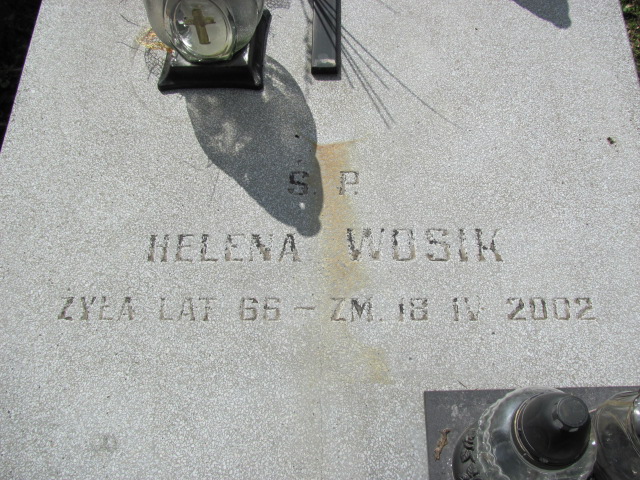 Ś. P.
HELENA WOSIK
ŻYŁA LAT 66 – ZM. 18 IV 2002